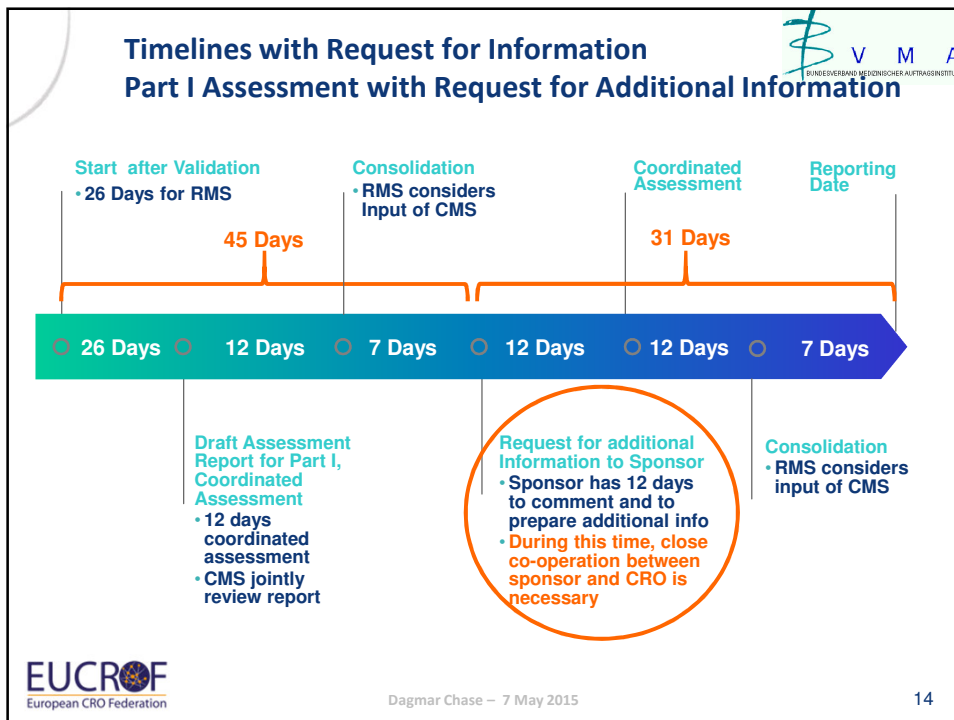 Timelines with Request for Information
Part I Assessment with Request for Additional Information
V M A
BUNDESVERBAND MEDIZINISCHER AUFTRAGSINSTITU
Start after Validation
• 26 Days for RMS
Consolidation
• RMS considers
Input of CMS
Coordinated
Assessment
Reporting
Date
45 Days
31 Days
26 Days
12 Days
7 Days
12 Days
12 Days
7 Days
Draft Assessment
Report for Part I,
Coordinated
Assessment
• 12 days
coordinated
assessment
• CMS jointly
review report
Request for additional
Information to Sponsor
• Sponsor has 12 days
to comment and to
prepare additional info
• During this time, close
co-operation between
sponsor and CRO is
necessary
Consolidation
• RMS considers
input of CMS
EUCROF
European CRO Federation
Dagmar Chase – 7 May 2015
14